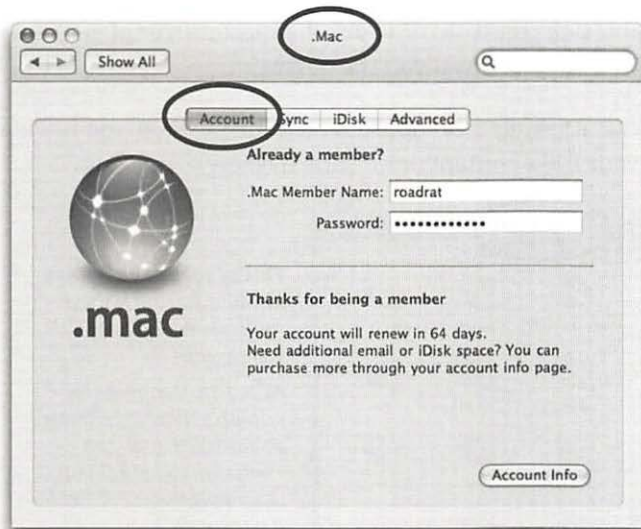 .Mac
Show All
Account Sync iDisk Advanced
Already a member?
.Mac Member Name: roadrat
Password: ••••••••••••
.mac
Thanks for being a member
Your account will renew in 64 days.
Need additional email or iDisk space? You can
purchase more through your account info page.
Account Info